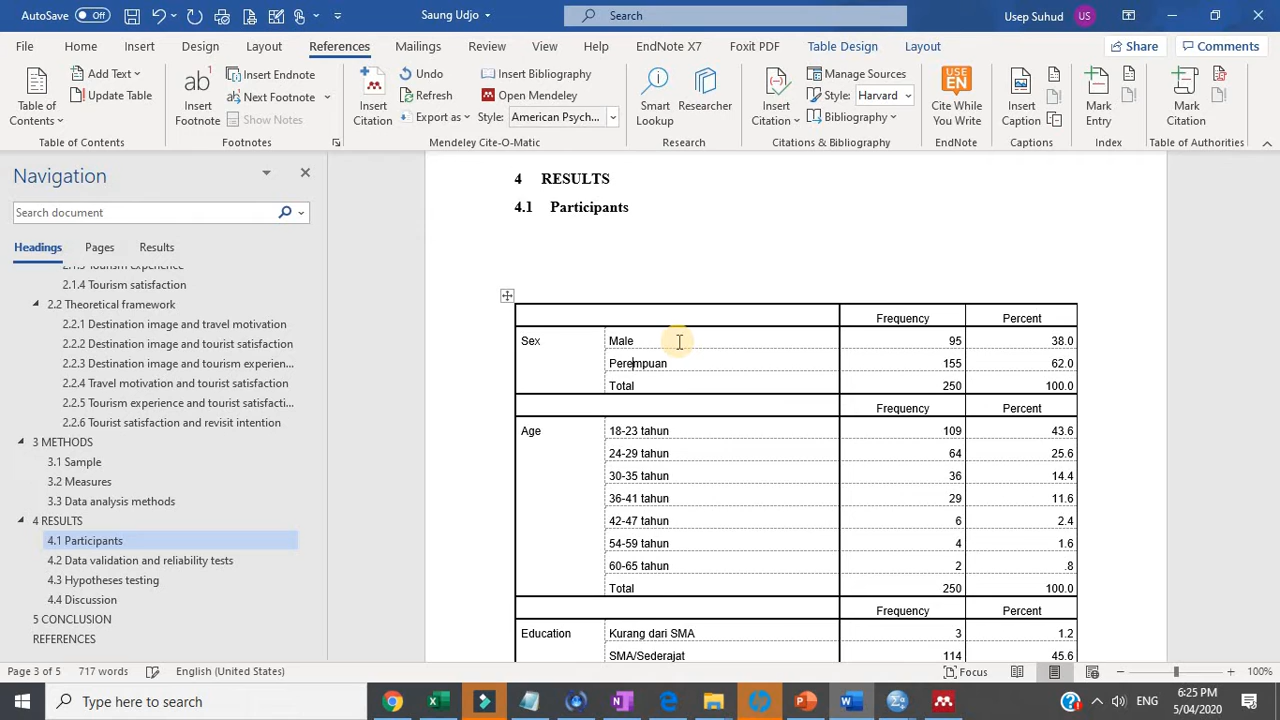 AutoSave Off Saung Udjo Search Usep Suhud US
File Home Insert Design Layout References Mailings Review View Help EndNote X7 Foxit PDF Table Design Layout Share Comments
Table of Contents
Add Text
Update Table
Table of Contents
ab1
Insert Footnote
Insert Endnote
Next Footnote
Show Notes
Footnotes
Insert Citation
Undo
Refresh
Export as
Insert Bibliography
Open Mendeley
Style: American Psych...
Mendeley Cite-O-Matic
Smart Lookup
Researcher
Research
Insert Citation
Manage Sources
Style: Harvard
Bibliography
Citations & Bibliography
USE EN
Cite While You Write
EndNote
Insert Caption
Captions
Mark Entry
Index
Mark Citation
Table of Authorities
Navigation
Search document
Headings Pages Results
2.1.3 Tourism experience
2.1.4 Tourism satisfaction
2.2 Theoretical framework
2.2.1 Destination image and travel motivation
2.2.3 Destination image and tourist satisfaction
2.2.4 Travel motivation and tourist satisfaction
2.2.5 Tourism experience and tourist satisfacti...
2.2.6 Tourist satisfaction and revisit intention
3 METHODS
3.1 Sample
3.2 Measures
3.3 Data analysis methods
4 RESULTS
4.1 Participants
4.2 Data validation and reliability tests
4.3 Hypotheses testing
4.4 Discussion
5 CONCLUSION
REFERENCES
4 RESULTS
4.1 Participants
Frequency Percent
Sex Male 95 38.0
Perempuan 155 62.0
Total 250 100.0
Frequency Percent
Age 18-23 tahun 109 43.6
24-29 tahun 64 25.6
30-35 tahun 36 14.4
36-41 tahun 29 11.6
42-47 tahun 6 2.4
54-59 tahun 4 1.6
60-65 tahun 2 .8
Total 250 100.0
Frequency Percent
Education Kurang dari SMA 3 1.2
SMA/Sederajat 114 45.6
Page 3 of 5 717 words English (United States) Focus 100%
Type here to search ENG 6:25 PM
5/04/2020